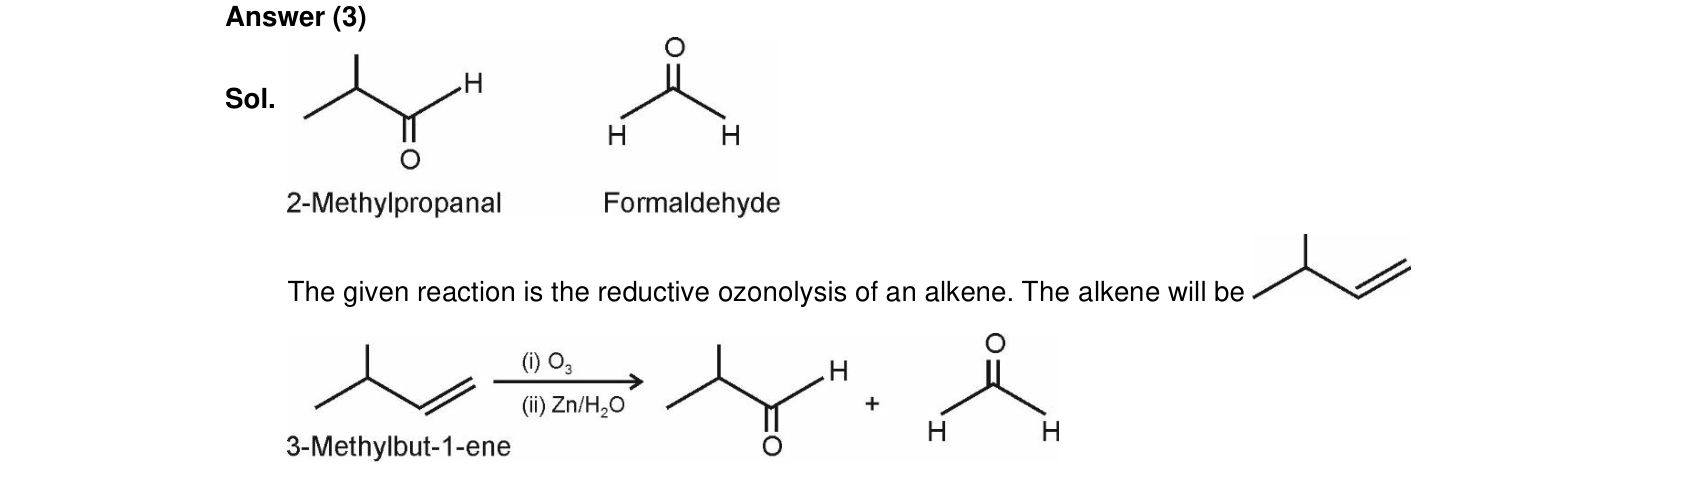 Answer (3)
Sol.
H
O
O
H H
2-Methylpropanal Formaldehyde
The given reaction is the reductive ozonolysis of an alkene. The alkene will be
(i) O₃
(ii) Zn/H₂O
H
O
+
O
H H
3-Methylbut-1-ene